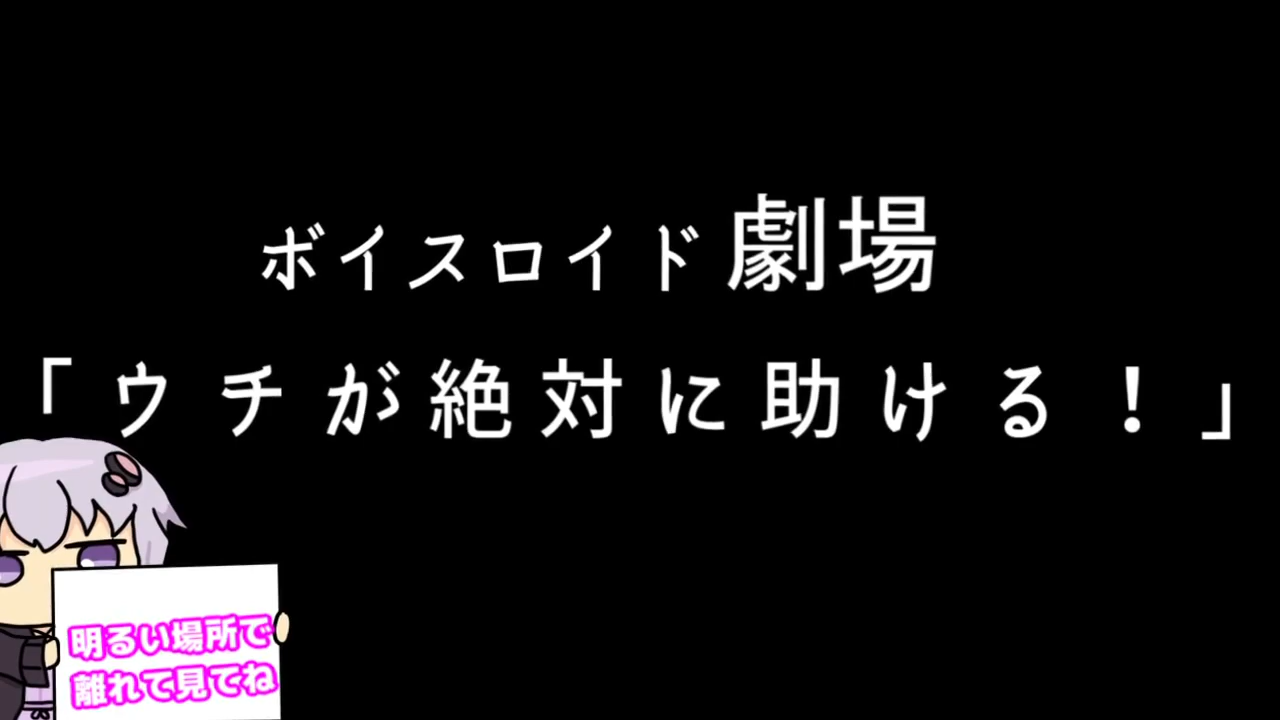 ボイスロイド劇場
「ウチが絶対に助ける！」
明るい場所で
離れて見てね